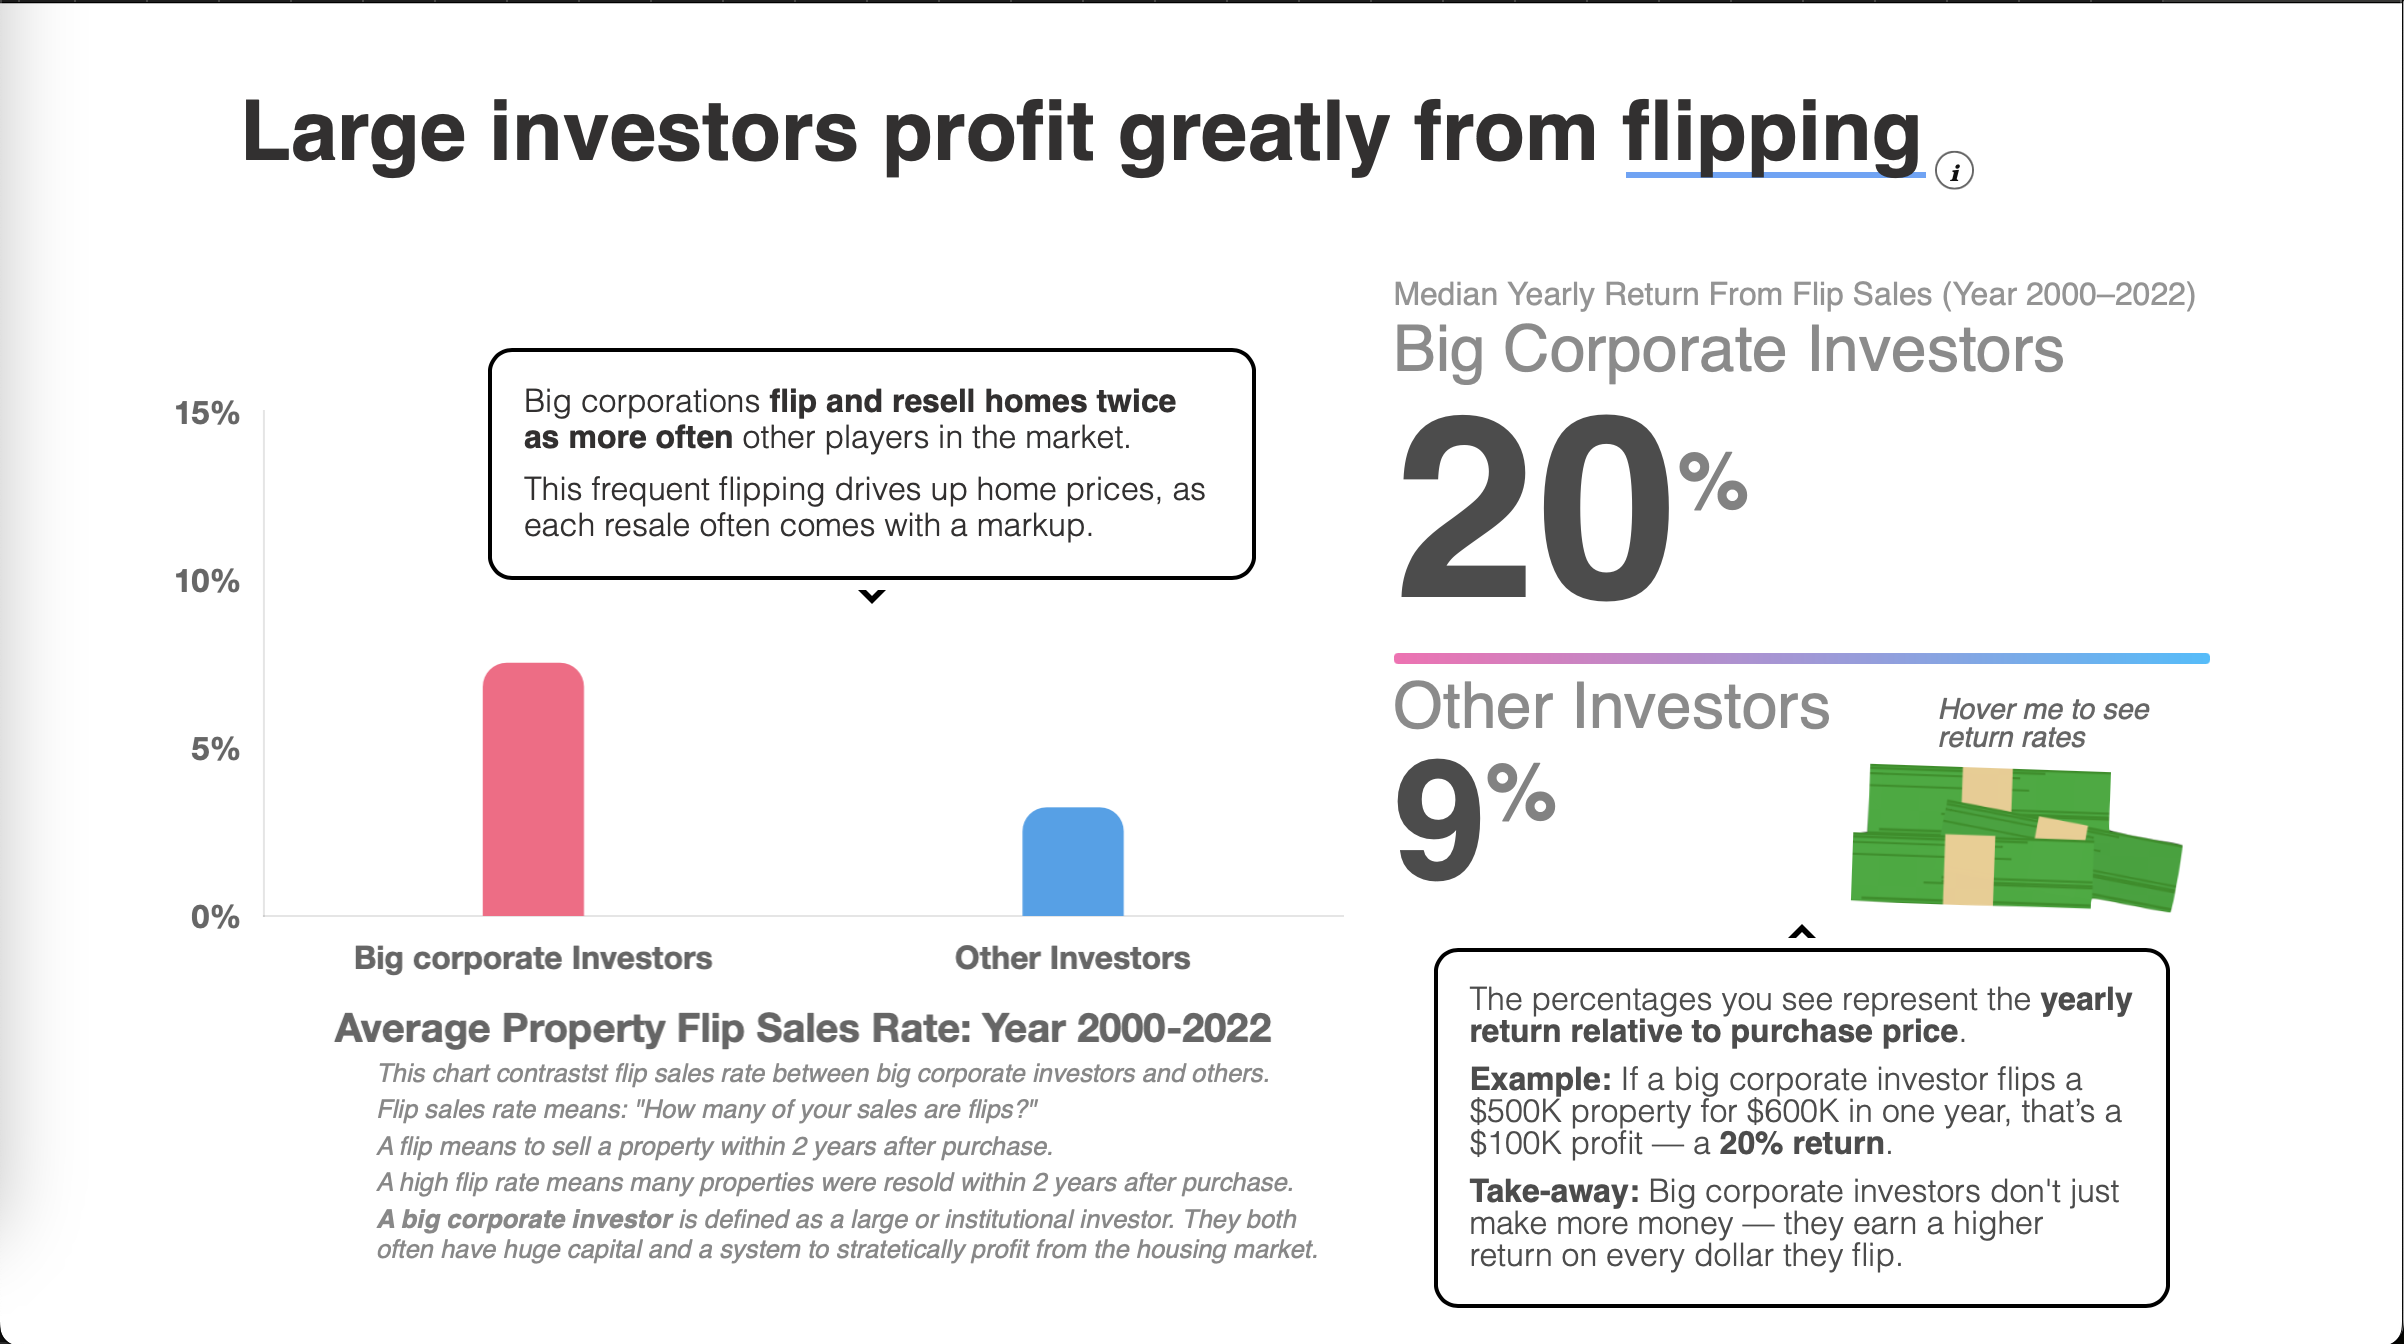 Large investors profit greatly from flipping i
Big corporations flip and resell homes twice
as more often other players in the market.
This frequent flipping drives up home prices, as
each resale often comes with a markup.
15%
10%
5%
0%
Big corporate Investors
Other Investors
Average Property Flip Sales Rate: Year 2000-2022
This chart contrastst flip sales rate between big corporate investors and others.
Flip sales rate means: "How many of your sales are flips?"
A flip means to sell a property within 2 years after purchase.
A high flip rate means many properties were resold within 2 years after purchase.
A big corporate investor is defined as a large or institutional investor. They both
often have huge capital and a system to stratetically profit from the housing market.
Median Yearly Return From Flip Sales (Year 2000–2022)
Big Corporate Investors
20%
Other Investors
9%
Hover me to see
return rates
The percentages you see represent the yearly
return relative to purchase price.
Example: If a big corporate investor flips a
$500K property for $600K in one year, that’s a
$100K profit — a 20% return.
Take-away: Big corporate investors don't just
make more money — they earn a higher
return on every dollar they flip.